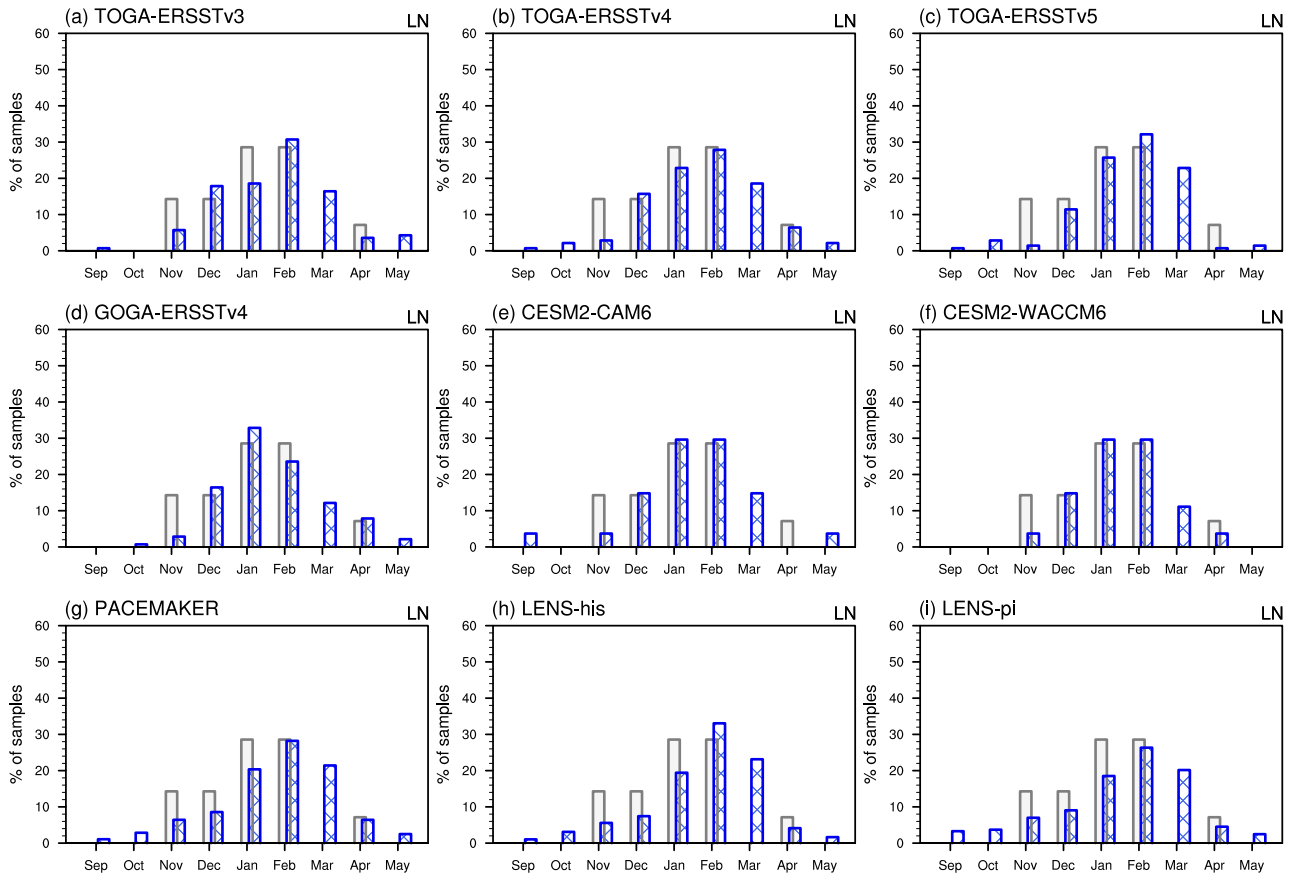 (a) TOGA-ERSSTv3 LN
% of samples
60
50
40
30
20
10
0
Sep Oct Nov Dec Jan Feb Mar Apr May
(b) TOGA-ERSSTv4 LN
% of samples
60
50
40
30
20
10
0
Sep Oct Nov Dec Jan Feb Mar Apr May
(c) TOGA-ERSSTv5 LN
% of samples
60
50
40
30
20
10
0
Sep Oct Nov Dec Jan Feb Mar Apr May
(d) GOGA-ERSSTv4 LN
% of samples
60
50
40
30
20
10
0
Sep Oct Nov Dec Jan Feb Mar Apr May
(e) CESM2-CAM6 LN
% of samples
60
50
40
30
20
10
0
Sep Oct Nov Dec Jan Feb Mar Apr May
(f) CESM2-WACCM6 LN
% of samples
60
50
40
30
20
10
0
Sep Oct Nov Dec Jan Feb Mar Apr May
(g) PACEMAKER LN
% of samples
60
50
40
30
20
10
0
Sep Oct Nov Dec Jan Feb Mar Apr May
(h) LENS-his LN
% of samples
60
50
40
30
20
10
0
Sep Oct Nov Dec Jan Feb Mar Apr May
(i) LENS-pi LN
% of samples
60
50
40
30
20
10
0
Sep Oct Nov Dec Jan Feb Mar Apr May